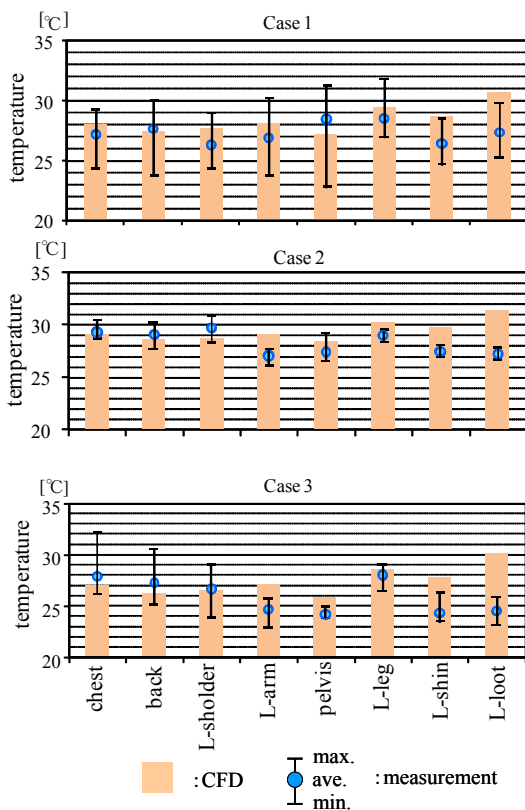 [℃]
Case 1
35
30
25
20
temperature
[℃]
Case 2
35
30
25
20
temperature
[℃]
Case 3
35
30
25
20
temperature
chest
back
L-sholder
L-arm
pelvis
L-leg
L-shin
L-loot
:CFD
max.
ave.
min.
:measurement